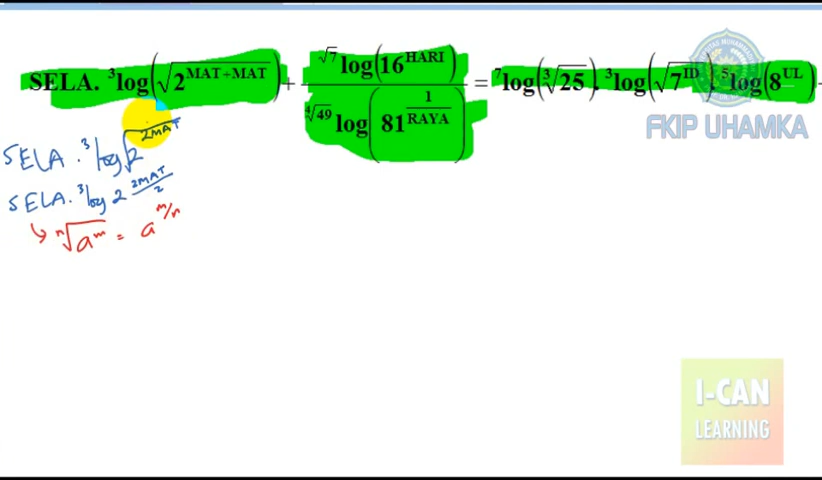 SELA. ³log(√2^MAT+MAT) + √7log(16^HARI) / ∜49log(81^1/RAYA) = ⁷log(∛25). ³log(√7^ID). ⁵log(8^UL)
FKIP UHAMKA
SELA. ³log√2^2MAT
SELA. ³log 2^2MAT/2
↳ ⁿ√a^m = a^m/n
I-CAN
LEARNING